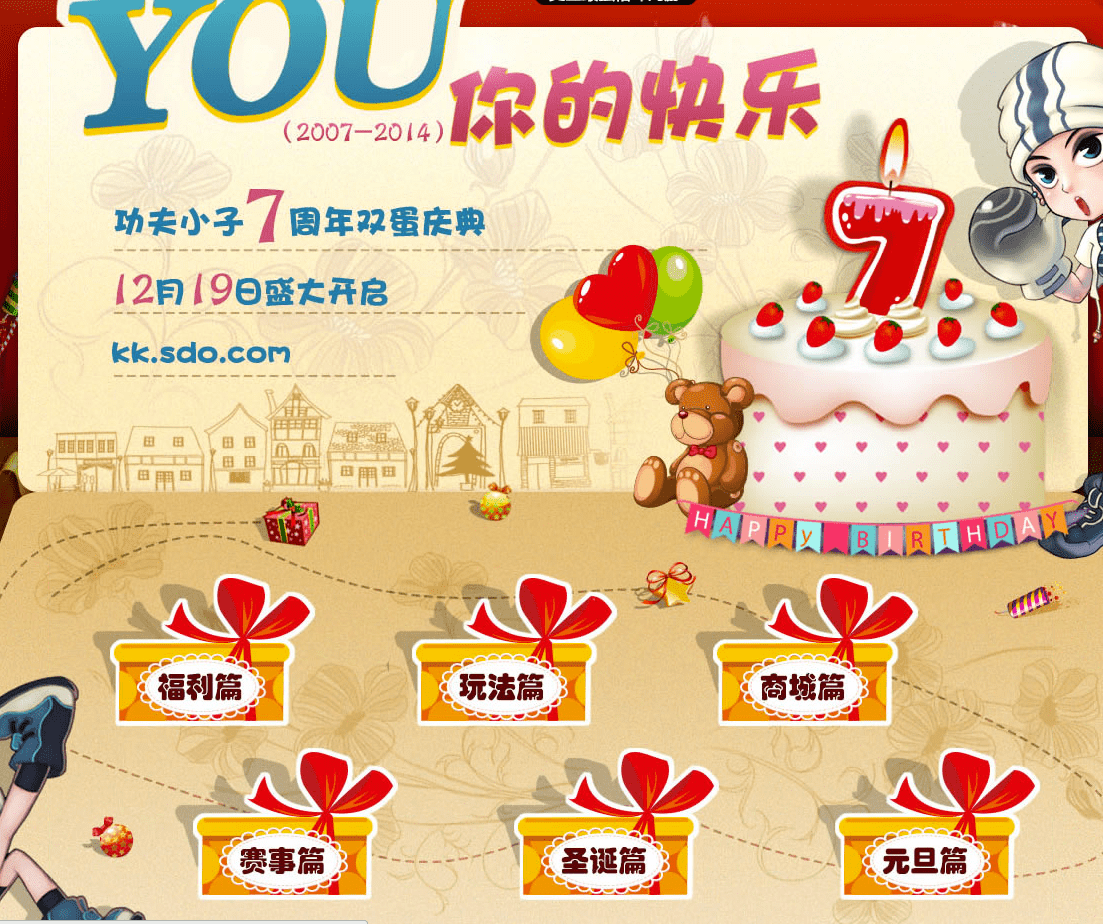 YOU
(2007-2014)你的快乐
功夫小子7周年双蛋庆典
12月19日盛大开启
kk.sdo.com
7
HAPPy BIRTHDAY
福利篇 玩法篇 商城篇
赛事篇 圣诞篇 元旦篇